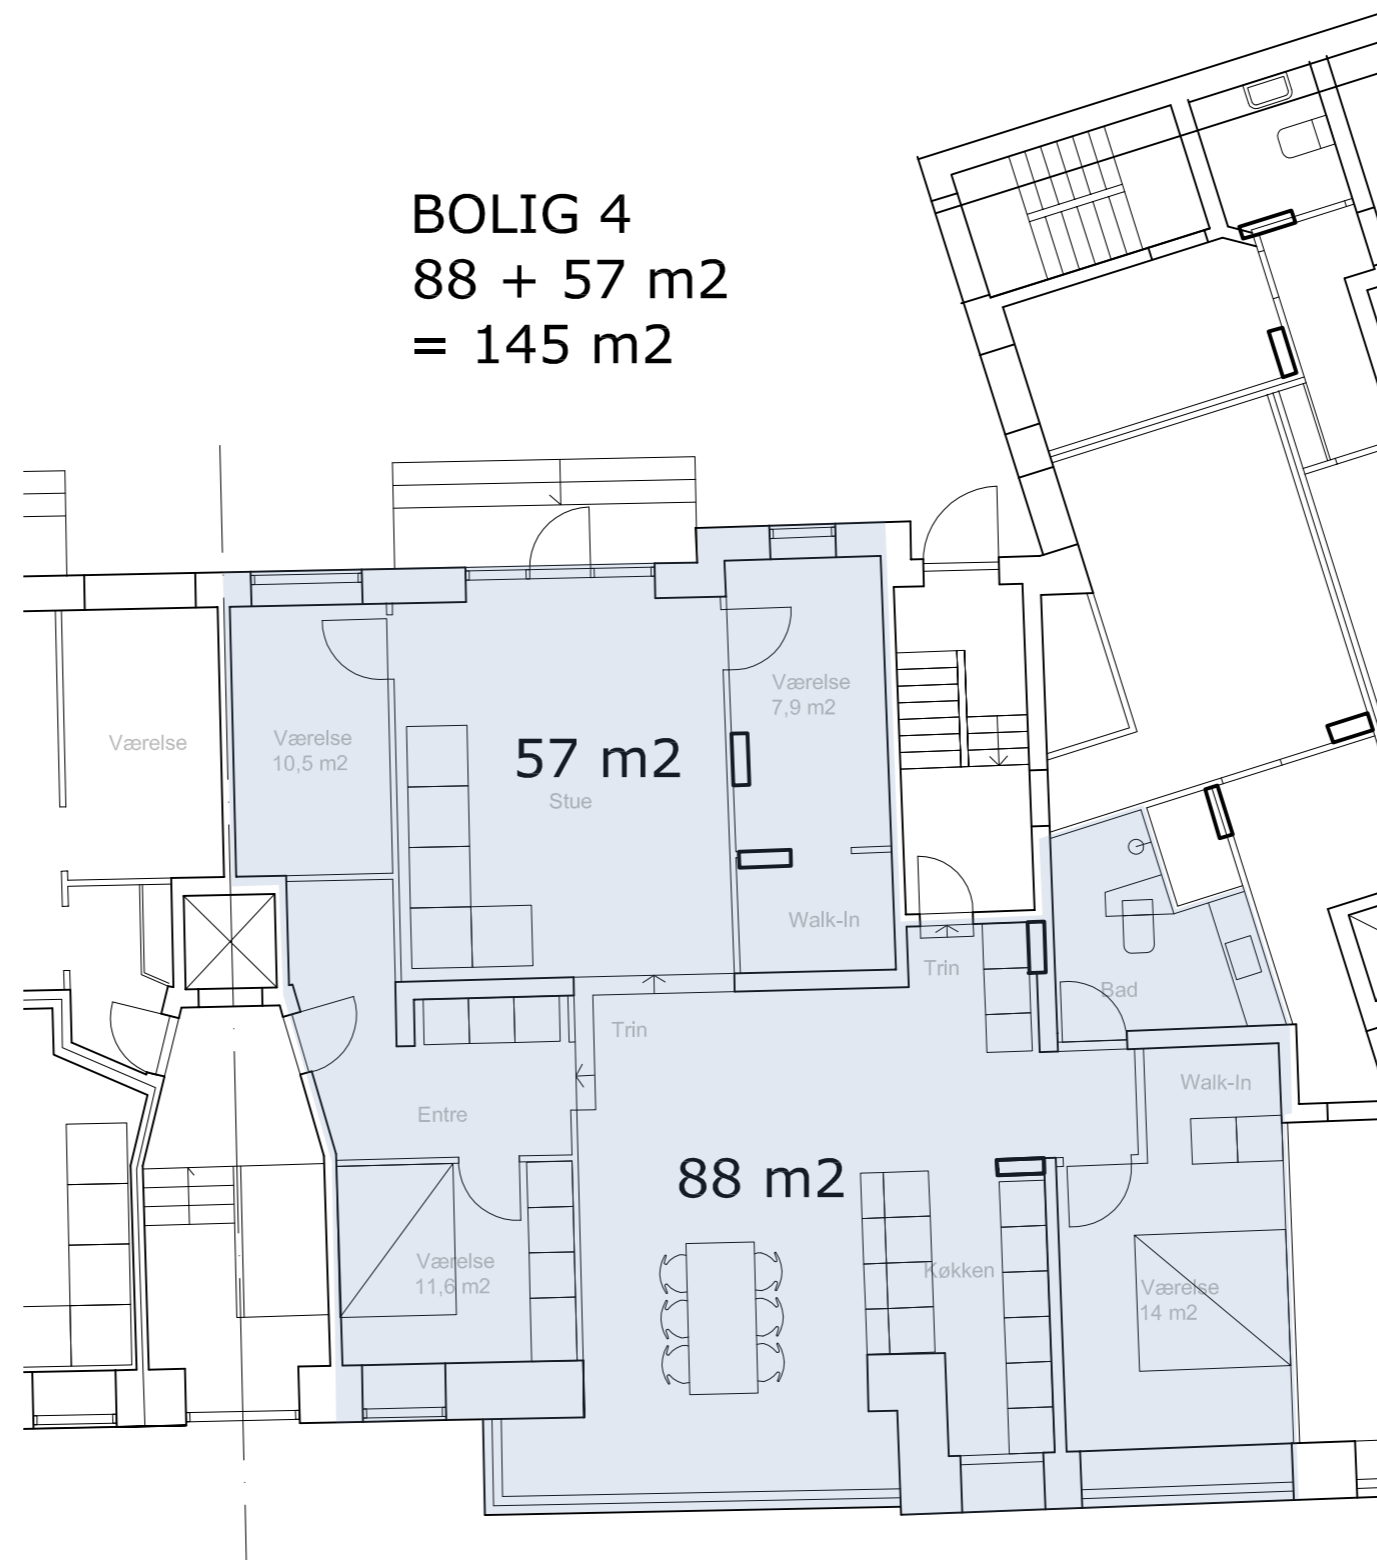 BOLIG 4
88 + 57 m2
= 145 m2
Værelse
7,9 m2
Værelse
Værelse
10,5 m2
57 m2
Stue
Walk-In
Trin
Bad
Trin
Walk-In
Entre
88 m2
Værelse
11,6 m2
Køkken
Værelse
14 m2